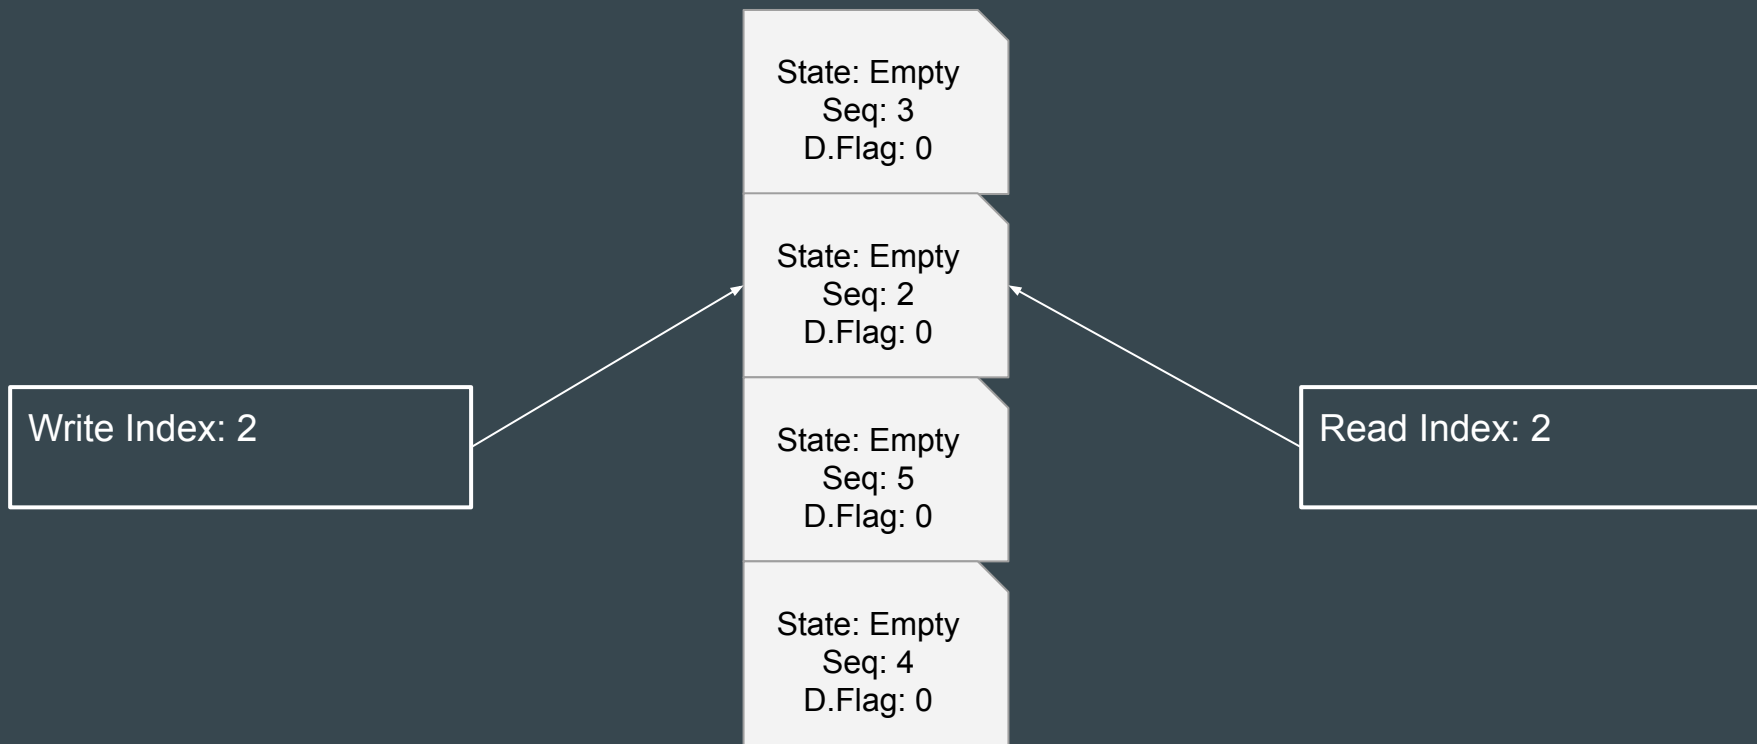 State: Empty
Seq: 3
D.Flag: 0
State: Empty
Seq: 2
D.Flag: 0
Write Index: 2
Read Index: 2
State: Empty
Seq: 5
D.Flag: 0
State: Empty
Seq: 4
D.Flag: 0